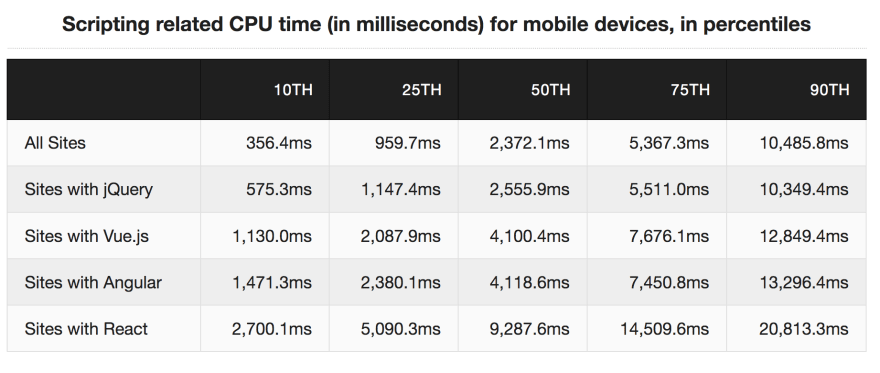 Scripting related CPU time (in milliseconds) for mobile devices, in percentiles
10TH 25TH 50TH 75TH 90TH
All Sites 356.4ms 959.7ms 2,372.1ms 5,367.3ms 10,485.8ms
Sites with jQuery 575.3ms 1,147.4ms 2,555.9ms 5,511.0ms 10,349.4ms
Sites with Vue.js 1,130.0ms 2,087.9ms 4,100.4ms 7,676.1ms 12,849.4ms
Sites with Angular 1,471.3ms 2,380.1ms 4,118.6ms 7,450.8ms 13,296.4ms
Sites with React 2,700.1ms 5,090.3ms 9,287.6ms 14,509.6ms 20,813.3ms